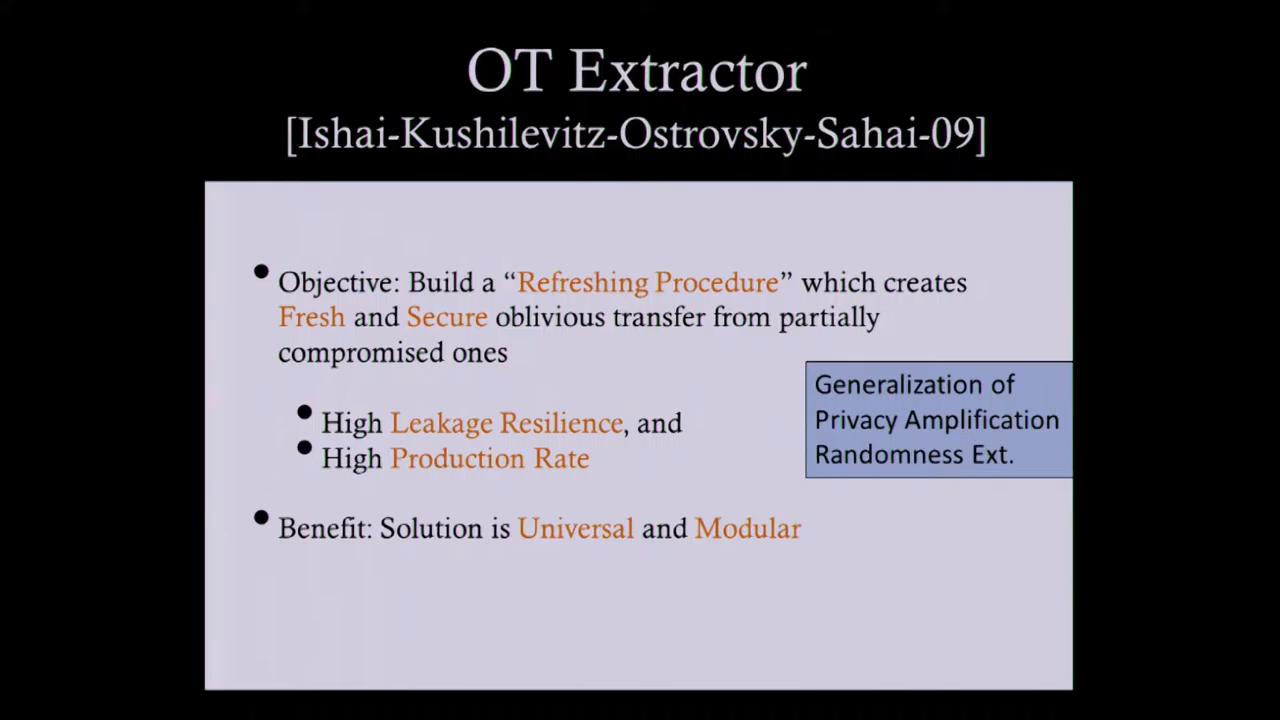 OT Extractor
[Ishai-Kushilevitz-Ostrovsky-Sahai-09]
• Objective: Build a “Refreshing Procedure” which creates
Fresh and Secure oblivious transfer from partially
compromised ones
• High Leakage Resilience, and
• High Production Rate
Generalization of
Privacy Amplification
Randomness Ext.
• Benefit: Solution is Universal and Modular